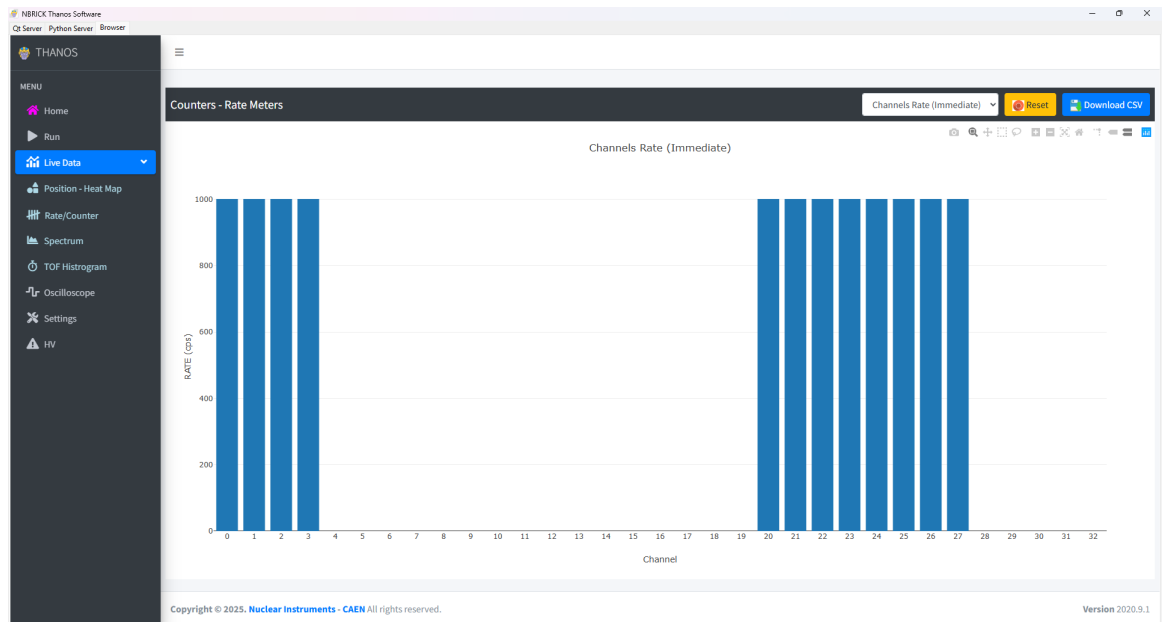 NBRICK Thanos Software
Qt Server Python Server Browser
THANOS
MENU
Home
Run
Live Data
Position - Heat Map
Rate/Counter
Spectrum
TOF Histrogram
Oscilloscope
Settings
HV
Counters - Rate Meters
Channels Rate (Immediate)
Reset
Download CSV
Channels Rate (Immediate)
RATE (cps)
1000
800
600
400
200
0
0 1 2 3 4 5 6 7 8 9 10 11 12 13 14 15 16 17 18 19 20 21 22 23 24 25 26 27 28 29 30 31 32
Channel
Copyright © 2025. Nuclear Instruments - CAEN All rights reserved.
Version 2020.9.1